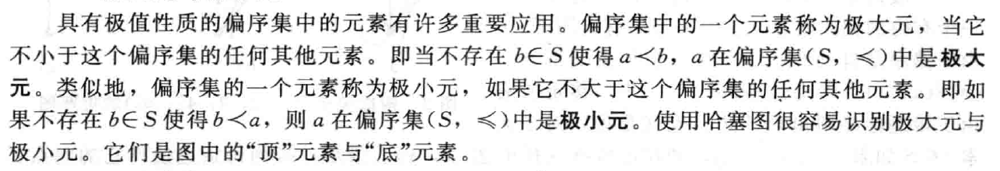 具有极值性质的偏序集中的元素有许多重要应用。偏序集中的一个元素称为极大元，当它
不小于这个偏序集的任何其他元素。即当不存在 b∈S 使得 a≺b，a 在偏序集(S，≼)中是极大
元。类似地，偏序集的一个元素称为极小元，如果它不大于这个偏序集的任何其他元素。即如
果不存在 b∈S 使得 b≺a，则 a 在偏序集(S，≼)中是极小元。使用哈塞图很容易识别极大元与
极小元。它们是图中的“顶”元素与“底”元素。